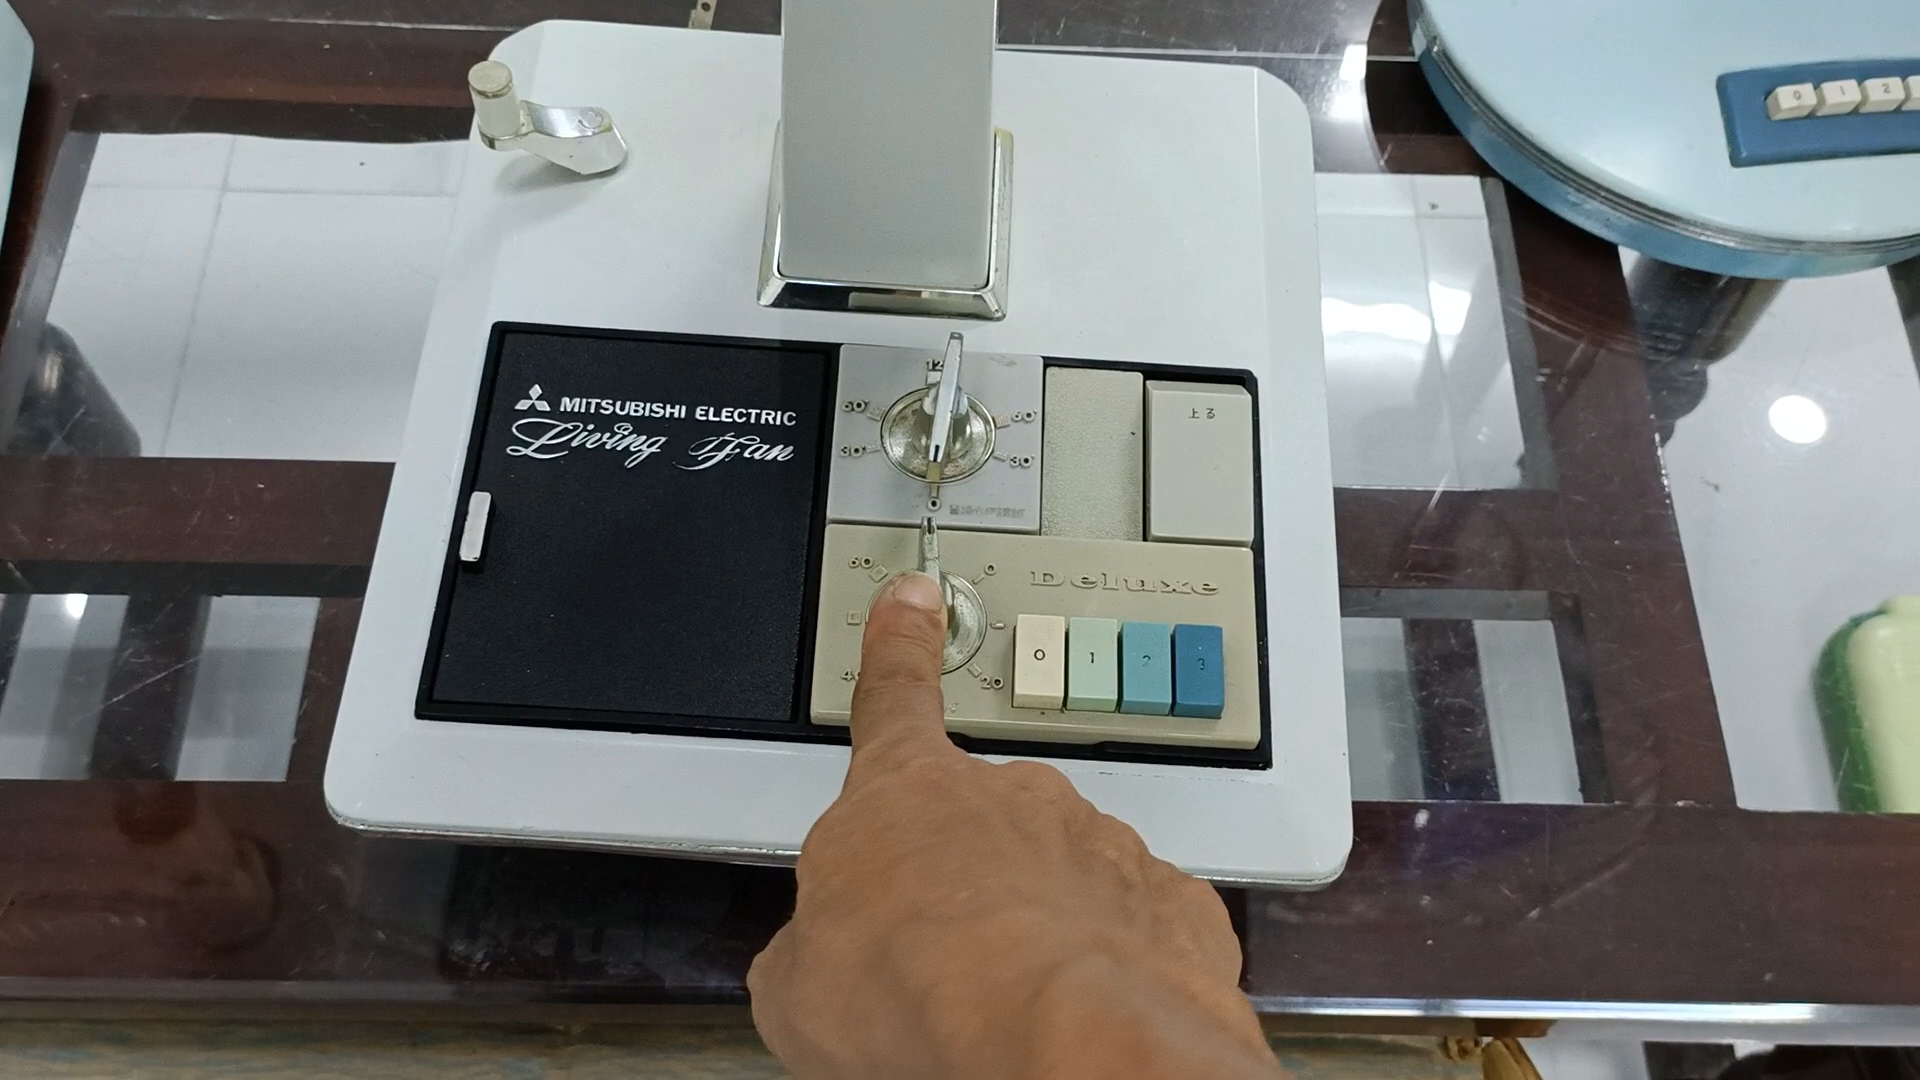 MITSUBISHI ELECTRIC
Living Fan
12
60 60
30 30
0
上る
60 0
20
Deluxe
0 1 2 3
0 1 2